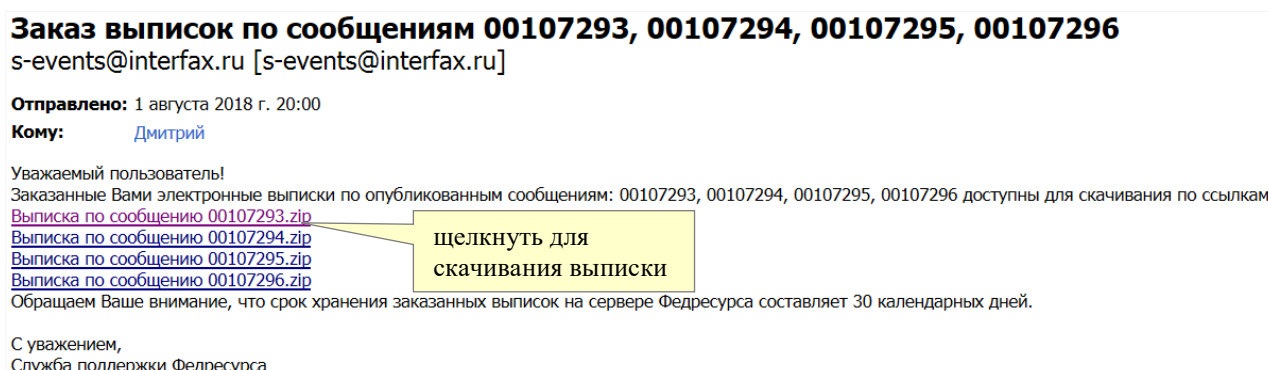 Заказ выписок по сообщениям 00107293, 00107294, 00107295, 00107296
s-events@interfax.ru [s-events@interfax.ru]
Отправлено: 1 августа 2018 г. 20:00
Кому: Дмитрий
Уважаемый пользователь!
Заказанные Вами электронные выписки по опубликованным сообщениям: 00107293, 00107294, 00107295, 00107296 доступны для скачивания по ссылкам
Выписка по сообщению 00107293.zip
Выписка по сообщению 00107294.zip
Выписка по сообщению 00107295.zip
Выписка по сообщению 00107296.zip
щелкнуть для
скачивания выписки
Обращаем Ваше внимание, что срок хранения заказанных выписок на сервере Федресурса составляет 30 календарных дней.
С уважением,
Служба поддержки Федресурса